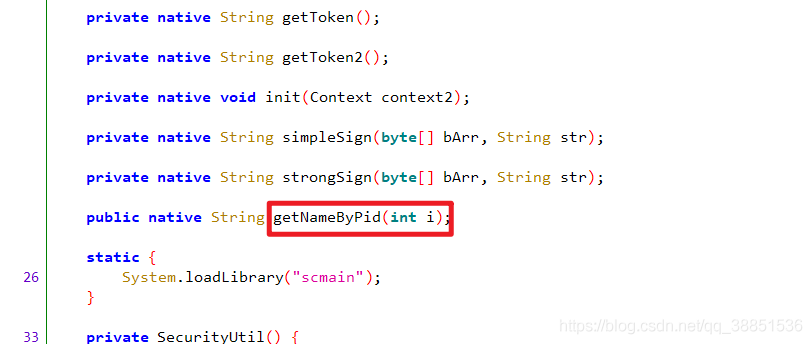 private native String getToken();
private native String getToken2();
private native void init(Context context2);
private native String simpleSign(byte[] bArr, String str);
private native String strongSign(byte[] bArr, String str);
public native String getNameByPid(int i);
static {
26 System.loadLibrary("scmain");
}
33 private SecurityUtil() {
https://blog.csdn.net/qq_38851536